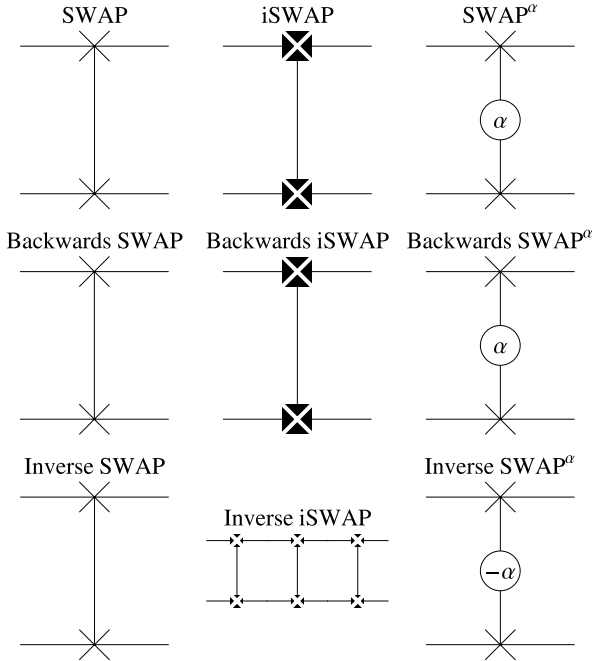 SWAP iSWAP SWAP^α
α
Backwards SWAP Backwards iSWAP Backwards SWAP^α
α
Inverse SWAP Inverse SWAP^α
Inverse iSWAP
−α